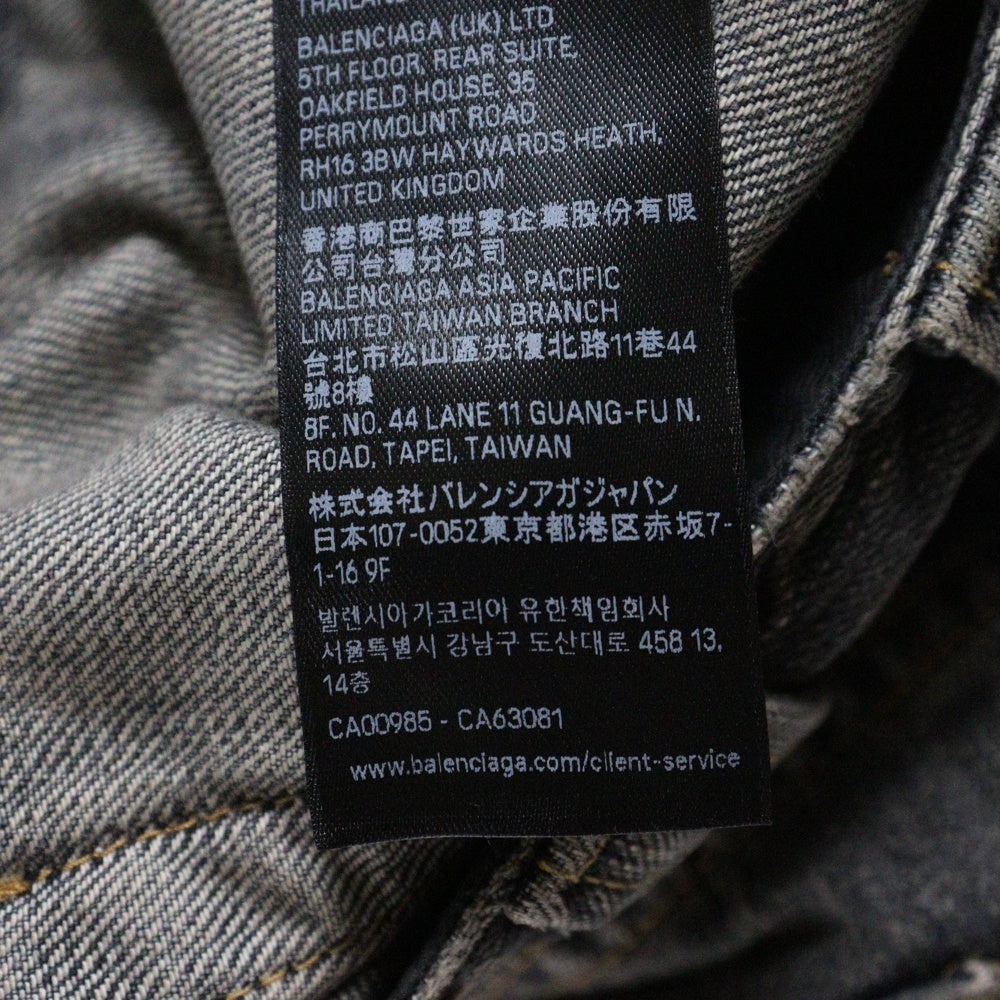 THAILAND
BALENCIAGA (UK) LTD
5TH FLOOR, REAR SUITE,
OAKFIELD HOUSE, 35
PERRYMOUNT ROAD
RH16 3BW HAYWARDS HEATH,
UNITED KINGDOM
香港商巴黎世家企業股份有限
公司台灣分公司
BALENCIAGA ASIA PACIFIC
LIMITED TAIWAN BRANCH
台北市松山區光復北路11巷44
號8樓
8F, NO. 44 LANE 11 GUANG-FU N.
ROAD, TAPEI, TAIWAN
株式会社バレンシアガジャパン
日本107-0052東京都港区赤坂7-
1-16 9F
발렌시아가코리아 유한책임회사
서울특별시 강남구 도산대로 458 13,
14층
CA00985 - CA63081
www.balenciaga.com/client-service